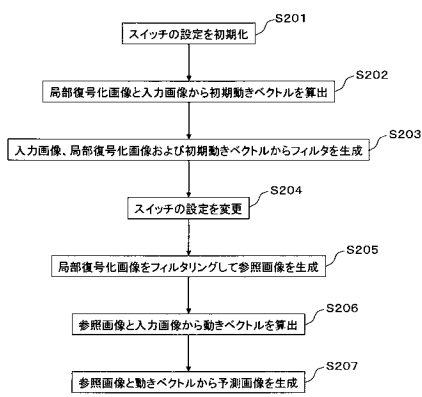 S201
スイッチの設定を初期化
S202
局部復号化画像と入力画像から初期動きベクトルを算出
S203
入力画像、局部復号化画像および初期動きベクトルからフィルタを生成
S204
スイッチの設定を変更
S205
局部復号化画像をフィルタリングして参照画像を生成
S206
参照画像と入力画像から動きベクトルを算出
S207
参照画像と動きベクトルから予測画像を生成